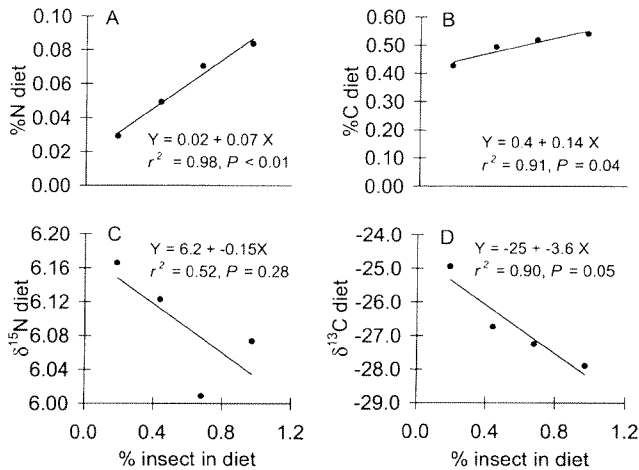 A
%N diet
0.10
0.08
0.06
0.04
0.02
0.00
Y = 0.02 + 0.07 X
r² = 0.98, P < 0.01
B
%C diet
0.60
0.50
0.40
0.30
0.20
0.10
0.00
Y = 0.4 + 0.14 X
r² = 0.91, P = 0.04
C
δ¹⁵N diet
6.20
6.16
6.12
6.08
6.04
6.00
Y = 6.2 + -0.15X
r² = 0.52, P = 0.28
0.0 0.4 0.8 1.2
% insect in diet
D
δ¹³C diet
-24.0
-25.0
-26.0
-27.0
-28.0
-29.0
Y = -25 + -3.6 X
r² = 0.90, P = 0.05
0.0 0.4 0.8 1.2
% insect in diet